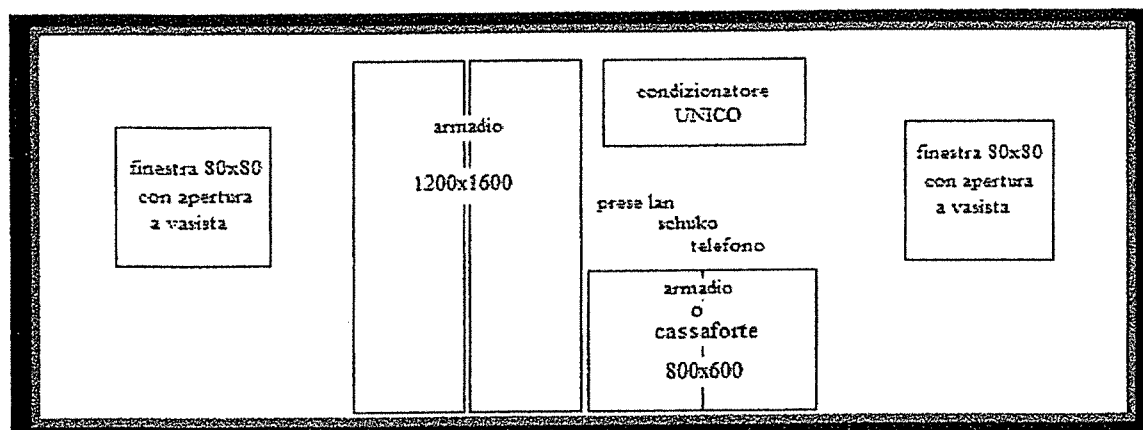 finestra 80x80
con apertura
a vasista
armadio
1200x1600
condizionatore
UNICO
prese lan
schuko
telefono
armadio
o
cassaforte
800x600
finestra 80x80
con apertura
a vasista